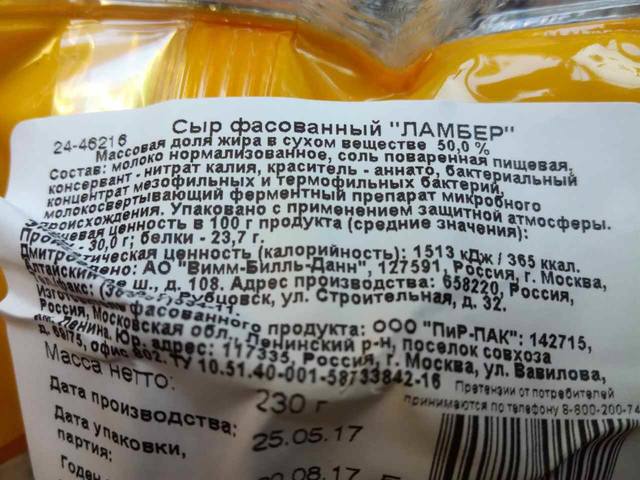 24-46216
Сыр фасованный "ЛАМБЕР"
Массовая доля жира в сухом веществе 50,0 %
Состав: молоко нормализованное, соль поваренная пищевая,
консервант - нитрат калия, краситель - аннато, бактериальный
концентрат мезофильных и термофильных бактерий,
молокосвертывающий ферментный препарат микробного
происхождения. Упаковано с применением защитной атмосферы.
ценность в 100 г продукта (средние значения):
- 30,0 г; белки - 23,7 г.
ценность (калорийность): 1513 кДж / 365 ккал.
АО "Вимм-Билль-Данн", 127591, Россия, г. Москва,
Дмитровское ш., д. 108. Адрес производства: 658220, Россия,
Рубцовск, ул. Строительная, д. 32.
фасованного продукта: ООО "ПиР-ПАК": 142715,
Россия, Московская обл., Ленинский р-н, поселок совхоза
Ленина. Юр. адрес: 117335, Россия, г. Москва, ул. Вавилова,
офис 802. ТУ 10.51.40-001-58733842-16 Претензии от потребителей
принимаются по телефону 8-800-200-74
Масса нетто: 230 г
Дата производства: 25.05.17
Дата упаковки,
партия: 08.17